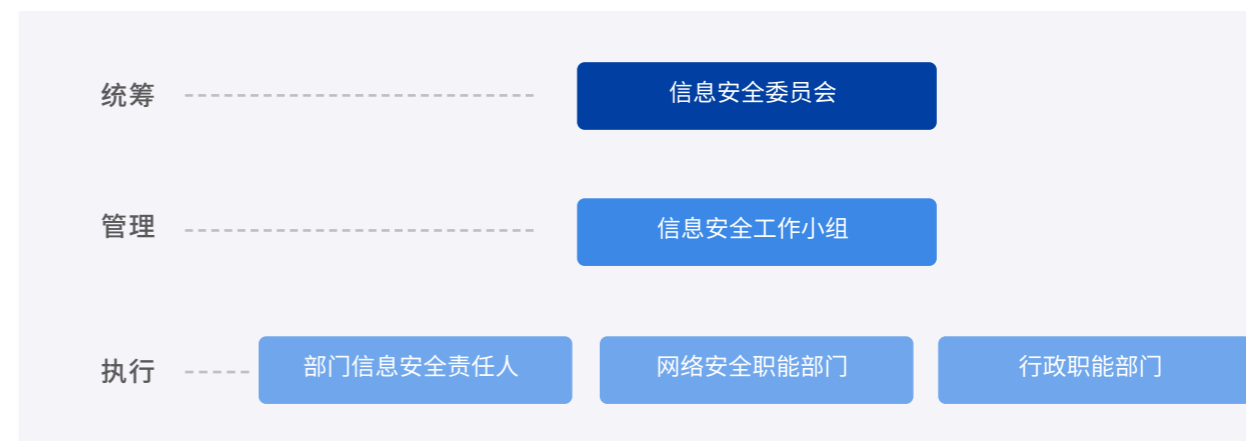 统筹
信息安全委员会
管理
信息安全工作小组
执行
部门信息安全责任人
网络安全职能部门
行政职能部门